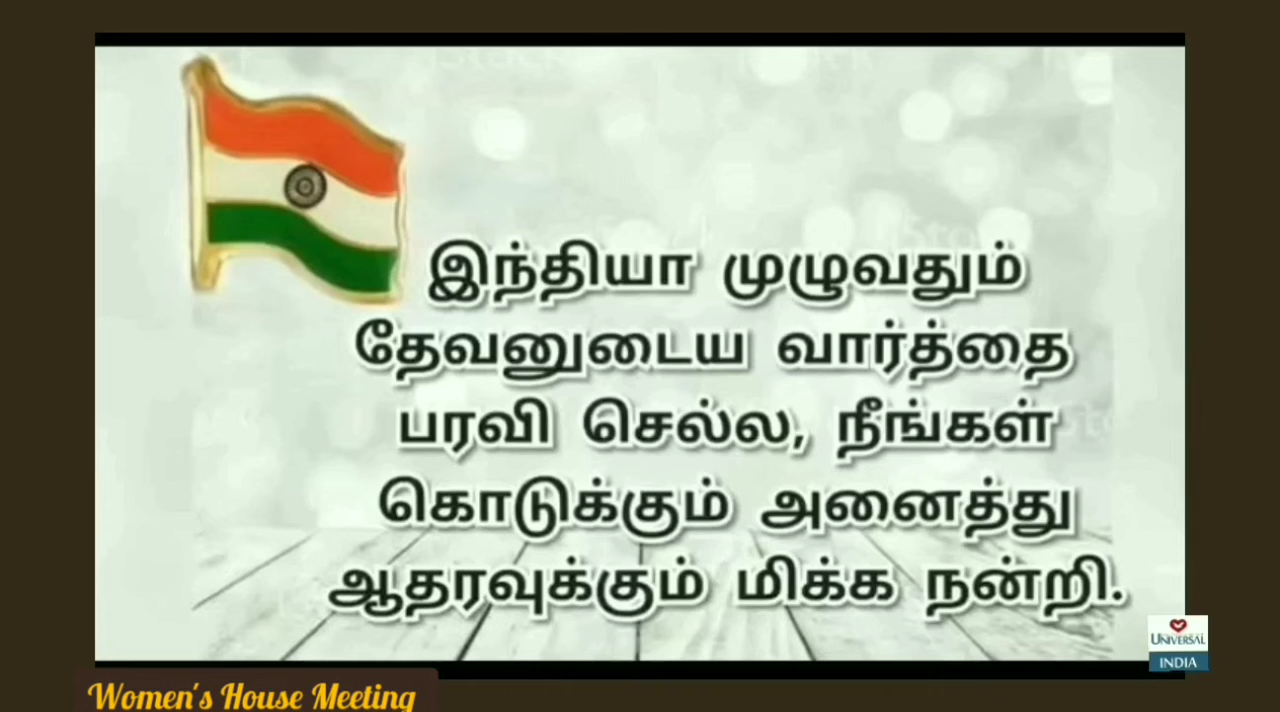 இந்தியா முழுவதும்
தேவனுடைய வார்த்தை
பரவி செல்ல, நீங்கள்
கொடுக்கும் அனைத்து
ஆதரவுக்கும் மிக்க நன்றி.
UNIVERSAL
INDIA
Women's House Meeting